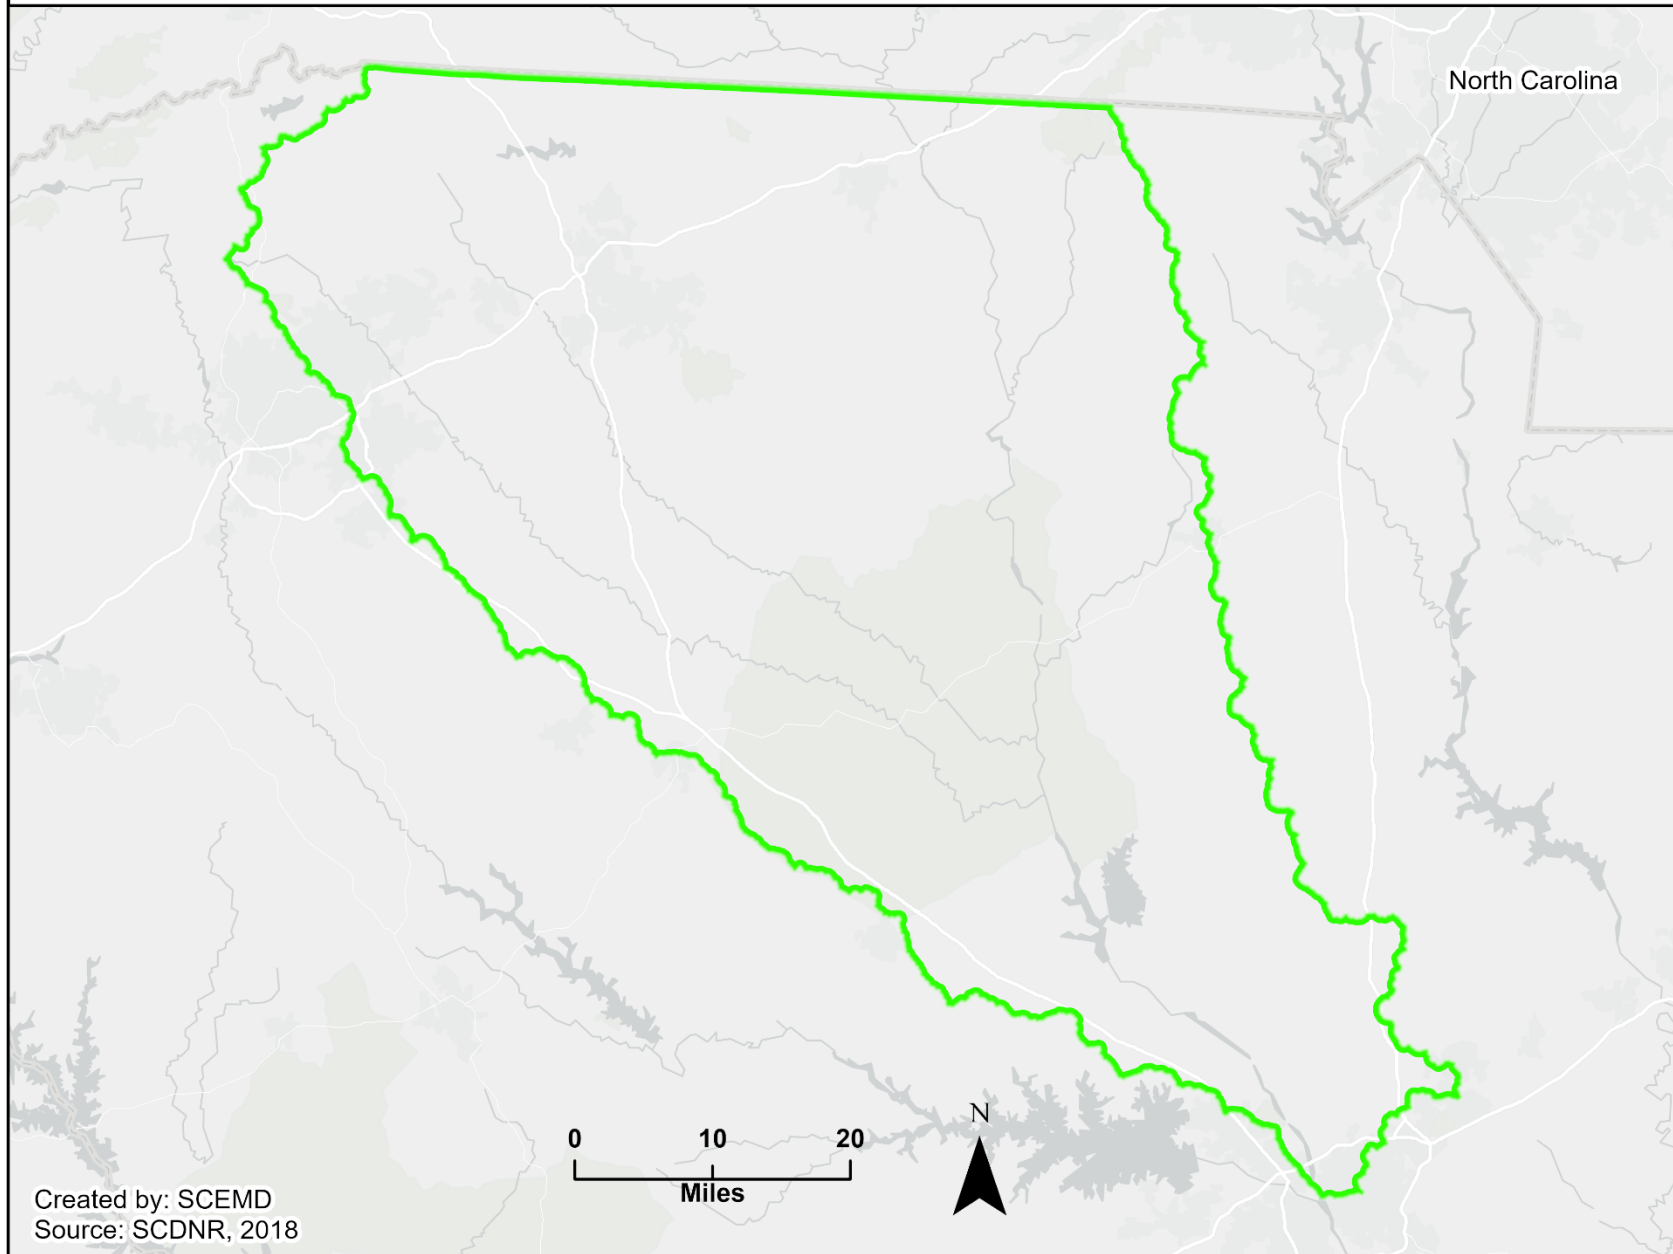 North Carolina
N
0 10 20
Miles
Created by: SCEMD
Source: SCDNR, 2018